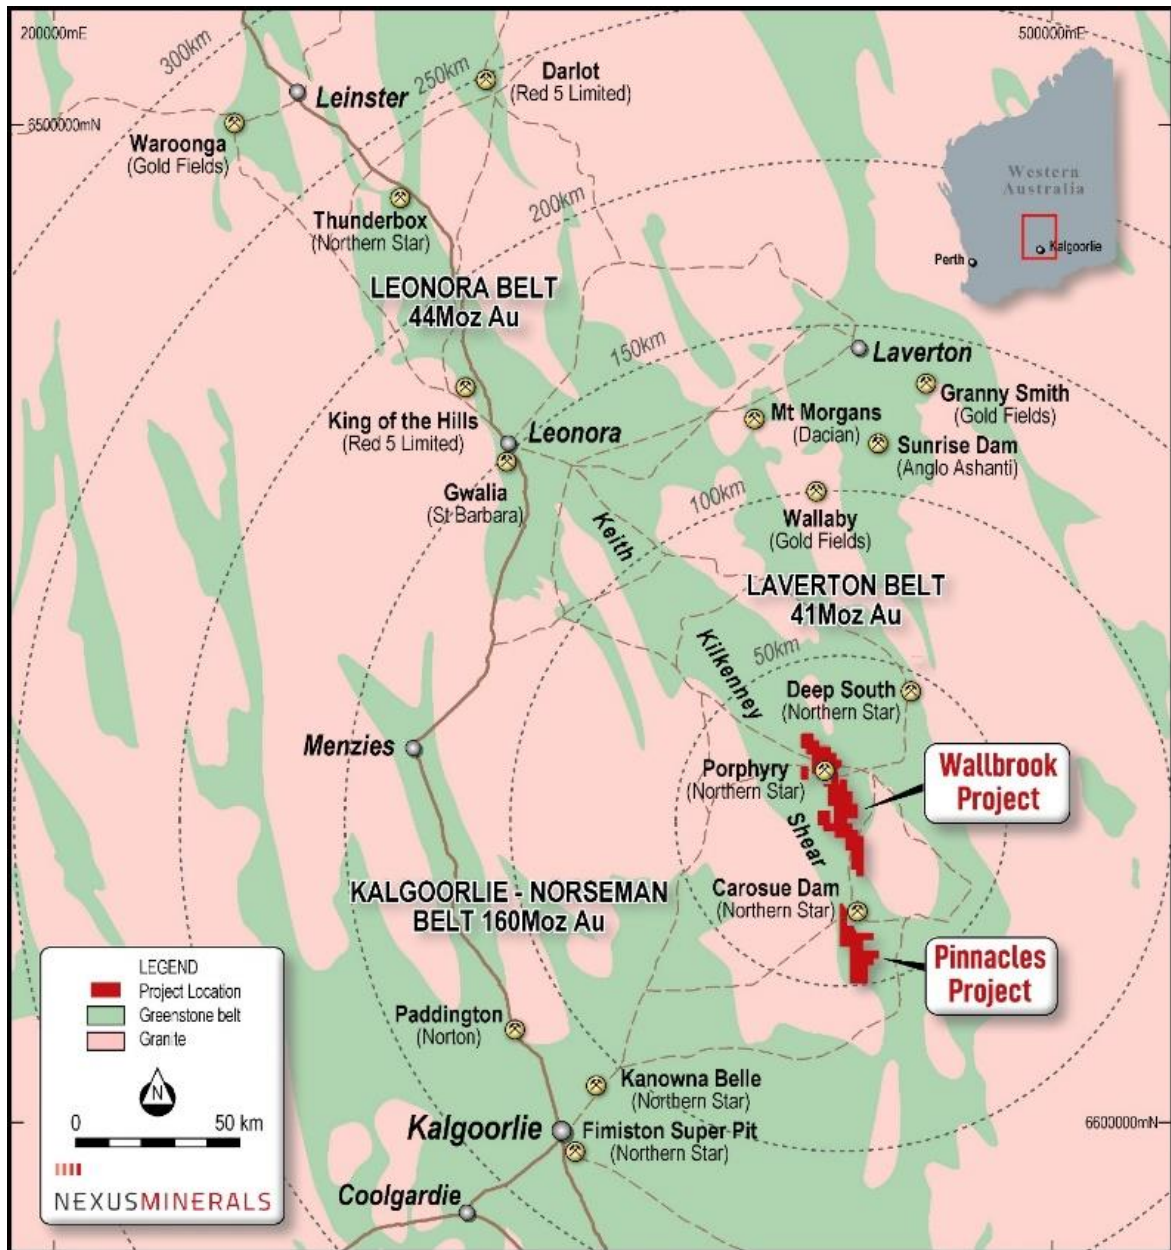 200000mE
500000mE
300km
250km
Darlot
(Red 5 Limited)
Leinster
6500000mN
Waroonga
(Gold Fields)
Western
Australia
Thunderbox
(Northern Star)
200km
Kalgoorlie
Perth
LEONORA BELT
44Moz Au
150km
Laverton
Granny Smith
(Gold Fields)
King of the Hills
(Red 5 Limited)
Leonora
Mt Morgans
(Dacian)
Sunrise Dam
(Anglo Ashanti)
Gwalia
(St Barbara)
100km
Wallaby
(Gold Fields)
Keith
LAVERTON BELT
41Moz Au
Kilkenney
50km
Deep South
(Northern Star)
Menzies
Porphyry
(Northern Star)
Wallbrook
Project
Shear
KALGOORLIE - NORSEMAN
BELT 160Moz Au
Carosue Dam
(Northern Star)
Pinnacles
Project
LEGEND
Project Location
Greenstone belt
Granite
N
0 50 km
NEXUSMINERALS
Paddington
(Norton)
Kanowna Belle
(Northern Star)
Kalgoorlie
Fimiston Super Pit
(Northern Star)
6600000mN
Coolgardie